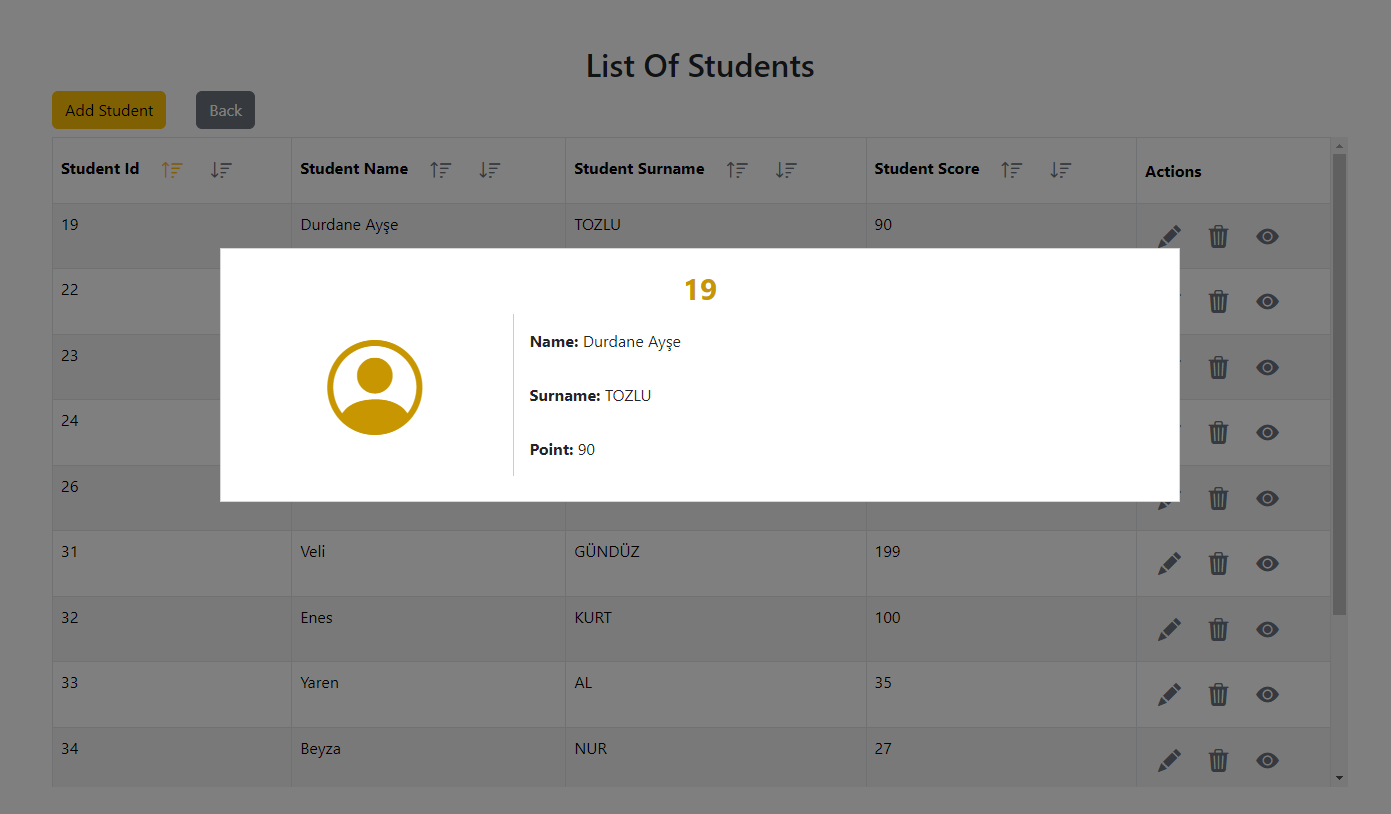 List Of Students
Add Student Back
Student Id Student Name Student Surname Student Score Actions
19 Durdane Ayşe TOZLU 90
22
23
24
26
19
Name: Durdane Ayşe
Surname: TOZLU
Point: 90
31 Veli GÜNDÜZ 199
32 Enes KURT 100
33 Yaren AL 35
34 Beyza NUR 27